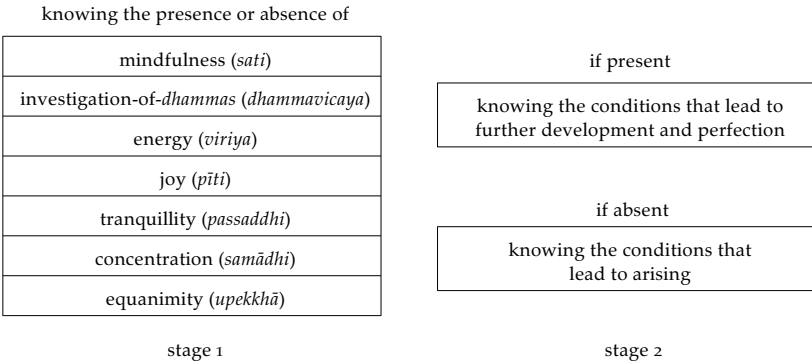 knowing the presence or absence of
mindfulness (sati)
investigation-of-dhammas (dhammavicaya)
energy (viriya)
joy (pīti)
tranquillity (passaddhi)
concentration (samādhi)
equanimity (upekkhā)
stage 1
if present
knowing the conditions that lead to
further development and perfection
if absent
knowing the conditions that
lead to arising
stage 2